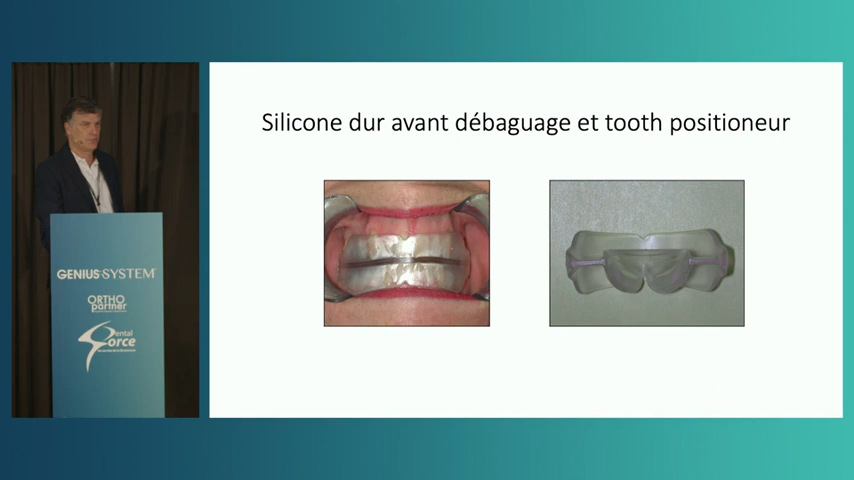 Silicone dur avant débaguage et tooth positioneur
GENIUS SYSTEM
ORTHO
partner
Dental
Force